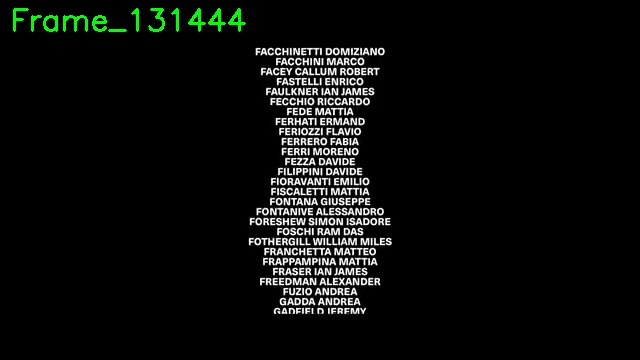 Frame_131444
FACCHINETTI DOMIZIANO
FACCHINI MARCO
FACEY CALLUM ROBERT
FASTELLI ENRICO
FAULKNER IAN JAMES
FECCHIO RICCARDO
FEDE MATTIA
FERHATI ERMAND
FERIOZZI FLAVIO
FERRERO FABIA
FERRI MORENO
FEZZA DAVIDE
FILIPPINI DAVIDE
FIORAVANTI EMILIO
FISCALETTI MATTIA
FONTANA GIUSEPPE
FONTANIVE ALESSANDRO
FORESHEW SIMON ISADORE
FOSCHI RAM DAS
FOTHERGILL WILLIAM MILES
FRANCHETTA MATTEO
FRAPPAMPINA MATTIA
FRASER IAN JAMES
FREEDMAN ALEXANDER
FUZIO ANDREA
GADDA ANDREA
GADFIELD JEREMY